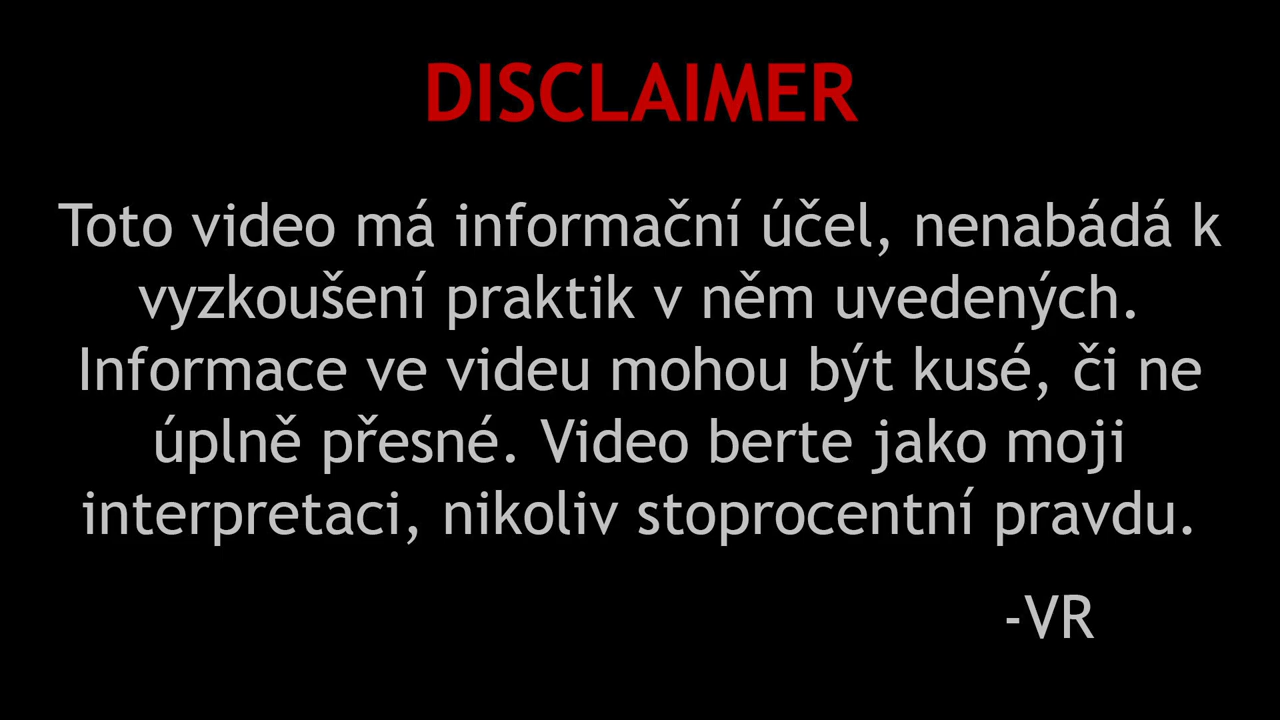 DISCLAIMER
Toto video má informační účel, nenabádá k
vyzkoušení praktik v něm uvedených.
Informace ve videu mohou být kusé, či ne
úplně přesné. Video berte jako moji
interpretaci, nikoliv stoprocentní pravdu.
-VR